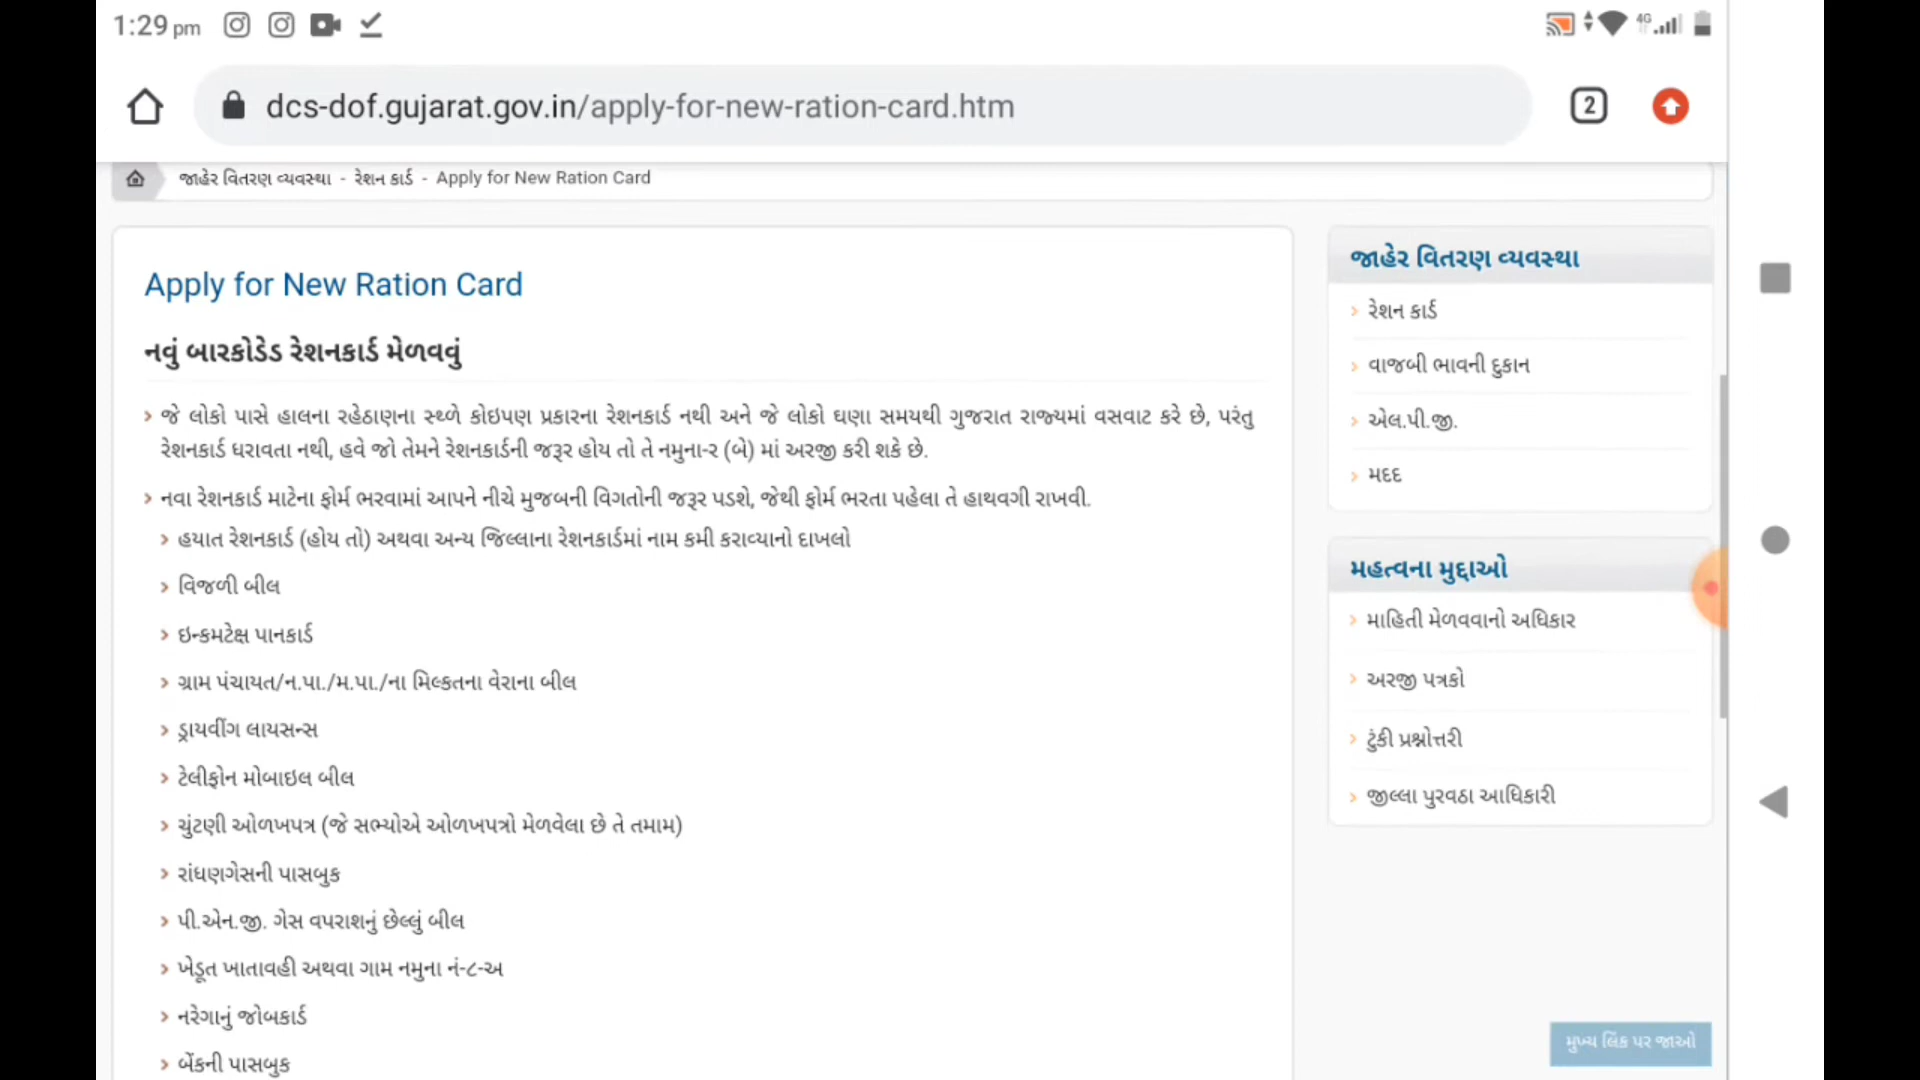 1:29 pm
4G
dcs-dof.gujarat.gov.in/apply-for-new-ration-card.htm
2
જાહેર વિતરણ વ્યવસ્થા - રેશન કાર્ડ - Apply for New Ration Card
Apply for New Ration Card
નવું બારકોડેડ રેશનકાર્ડ મેળવવું
જે લોકો પાસે હાલના રહેઠાણના સ્થ્ળે કોઇપણ પ્રકારના રેશનકાર્ડ નથી અને જે લોકો ઘણા સમયથી ગુજરાત રાજ્યમાં વસવાટ કરે છે, પરંતુ
રેશનકાર્ડ ધરાવતા નથી, હવે જો તેમને રેશનકાર્ડની જરૂર હોય તો તે નમુના-ર (બે) માં અરજી કરી શકે છે.
નવા રેશનકાર્ડ માટેના ફોર્મ ભરવામાં આપને નીચે મુજબની વિગતોની જરૂર પડશે, જેથી ફોર્મ ભરતા પહેલા તે હાથવગી રાખવી.
હયાત રેશનકાર્ડ (હોય તો) અથવા અન્ય જિલ્લાના રેશનકાર્ડમાં નામ કમી કરાવ્યાનો દાખલો
વિજળી બીલ
ઇન્કમટેક્ષ પાનકાર્ડ
ગ્રામ પંચાયત/ન.પા./મ.પા./ના મિલ્કતના વેરાના બીલ
ડ્રાયવીંગ લાયસન્સ
ટેલીફોન મોબાઇલ બીલ
ચુંટણી ઓળખપત્ર (જે સભ્યોએ ઓળખપત્રો મેળવેલા છે તે તમામ)
રાંધણગેસની પાસબુક
પી.એન.જી. ગેસ વપરાશનું છેલ્લું બીલ
ખેડૂત ખાતાવહી અથવા ગામ નમુના નં-૮-અ
નરેગાનું જોબકાર્ડ
બેંકની પાસબુક
જાહેર વિતરણ વ્યવસ્થા
રેશન કાર્ડ
વાજબી ભાવની દુકાન
એલ.પી.જી.
મદદ
મહત્વના મુદ્દાઓ
માહિતી મેળવવાનો અધિકાર
અરજી પત્રકો
ટુંકી પ્રશ્નોત્તરી
જીલ્લા પુરવઠા આધિકારી
મુખ્ય લિંક પર જાઓ